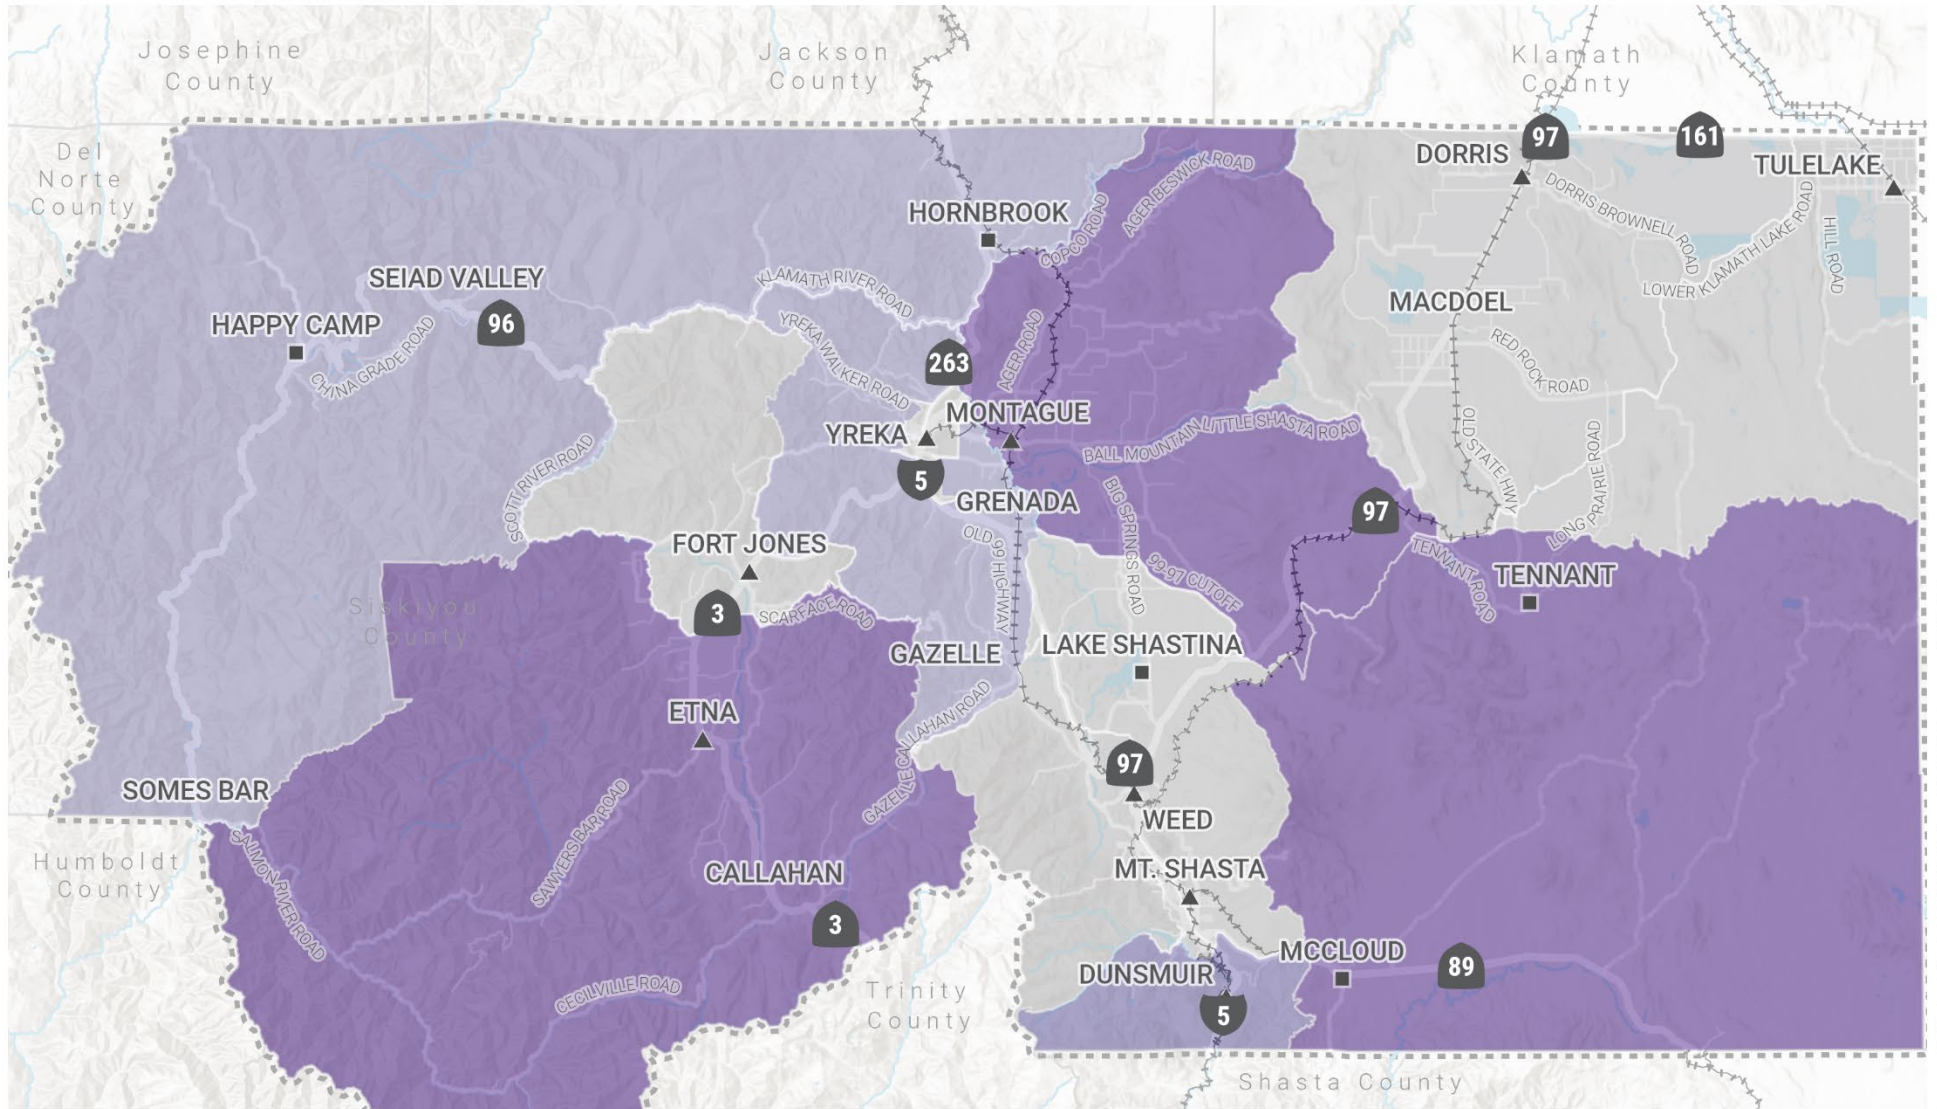 Josephine
County
Jackson
County
Klamath
County
Del
Norte
County
DORRIS
97
161
TULELAKE
HORNBROOK
COPCO ROAD
AGER BESWICK ROAD
DORRIS BROWNELL ROAD
LOWER KLAMATH LAKE ROAD
HILL ROAD
SEIAD VALLEY
KLAMATH RIVER ROAD
HAPPY CAMP
96
CHINA GRADE ROAD
YREKA WALKER ROAD
263
AGER ROAD
MACDOEL
RED ROCK ROAD
MONTAGUE
YREKA
5
BALL MOUNTAIN LITTLE SHASTA ROAD
OLD STATE HWY
LONG PRAIRIE ROAD
SCOTT RIVER ROAD
GRENADA
BIG SPRINGS ROAD
97
FORT JONES
OLD 99 HIGHWAY
99-97 CUTOFF
TENNANT ROAD
TENNANT
Siskiyou
County
3
SCARFACE ROAD
GAZELLE
LAKE SHASTINA
ETNA
GAZELLE CALLAHAN ROAD
97
SOMES BAR
WEED
SALMON RIVER ROAD
SAWYERS BAR ROAD
Humboldt
County
CALLAHAN
MT. SHASTA
3
MCCLOUD
89
DUNSMUIR
5
CECILVILLE ROAD
Trinity
County
Shasta County